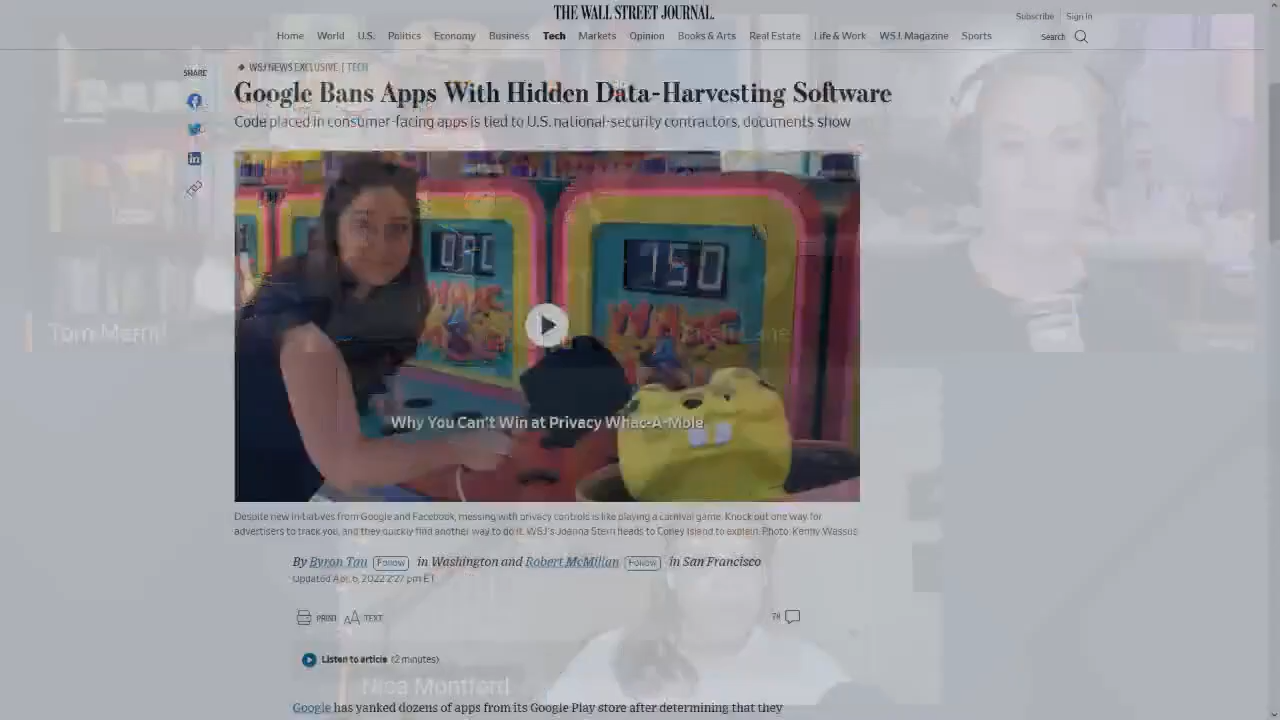 THE WALL STREET JOURNAL.
Subscribe Sign In
Home World U.S. Politics Economy Business Tech Markets Opinion Books & Arts Real Estate Life & Work WSJ. Magazine Sports
Search
SHARE
WSJ NEWS EXCLUSIVE | TECH
Google Bans Apps With Hidden Data-Harvesting Software
Code placed in consumer-facing apps is tied to U.S. national-security contractors, documents show
150
WHAC
WHAC
Tom Merritt
Lane
Why You Can't Win at Privacy Whac-A-Mole
Despite new initiatives from Google and Facebook, messing with privacy controls is like playing a carnival game. Knock out one way for
advertisers to track you, and they quickly find another way to do it. WSJ's Joanna Stern heads to Coney Island to explain. Photo: Kenny Wassus
By Byron Tau Follow in Washington and Robert McMillan Follow in San Francisco
Updated Apr. 6, 2022 2:27 pm ET
PRINT AA TEXT
78
Listen to article (2 minutes)
Nica Montford
Google has yanked dozens of apps from its Google Play store after determining that they